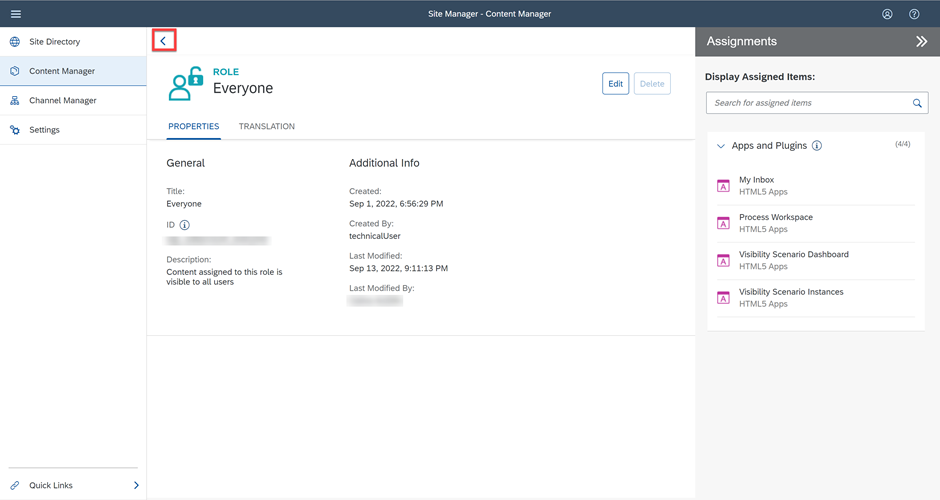 Site Manager - Content Manager
Site Directory
Content Manager
Channel Manager
Settings
Quick Links
ROLE
Everyone
Edit
Delete
PROPERTIES
TRANSLATION
General
Title:
Everyone
ID
Description:
Content assigned to this role is
visible to all users
Additional Info
Created:
Sep 1, 2022, 6:56:29 PM
Created By:
technicalUser
Last Modified:
Sep 13, 2022, 9:11:13 PM
Last Modified By:
Assignments
Display Assigned Items:
Search for assigned items
Apps and Plugins
(4/4)
A
My Inbox
HTML5 Apps
A
Process Workspace
HTML5 Apps
A
Visibility Scenario Dashboard
HTML5 Apps
A
Visibility Scenario Instances
HTML5 Apps